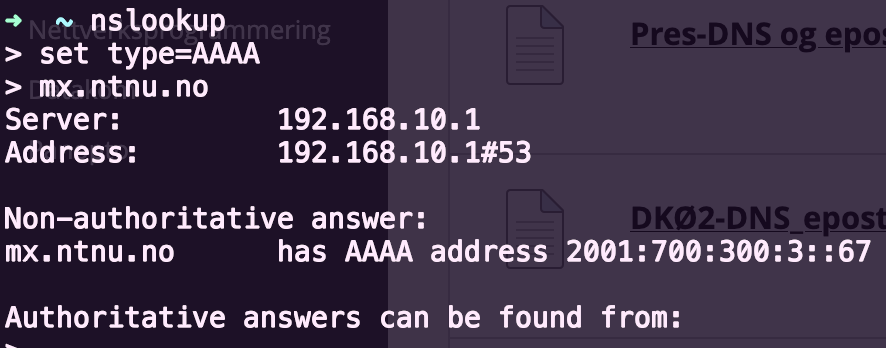 ➜ ~ nslookup
Nettverksprogrammering
> set type=AAAA
> mx.ntnu.no
Server: 192.168.10.1
Address: 192.168.10.1#53
Non-authoritative answer:
mx.ntnu.no has AAAA address 2001:700:300:3::67
Authoritative answers can be found from:
>
Pres-DNS og epos
DKØ2-DNS_epost